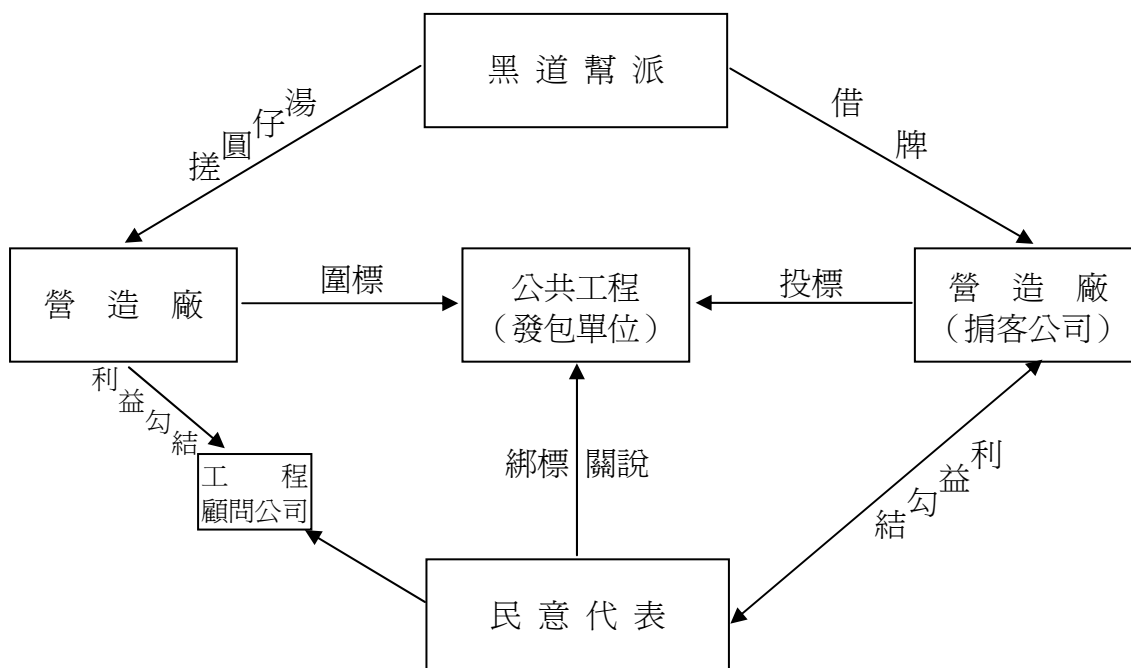 黑道幫派
搓圓仔湯
借牌
營造廠
圍標
公共工程
（發包單位）
投標
營造廠
（掮客公司）
利益勾結
工程
顧問公司
綁標
關說
利益勾結
民意代表